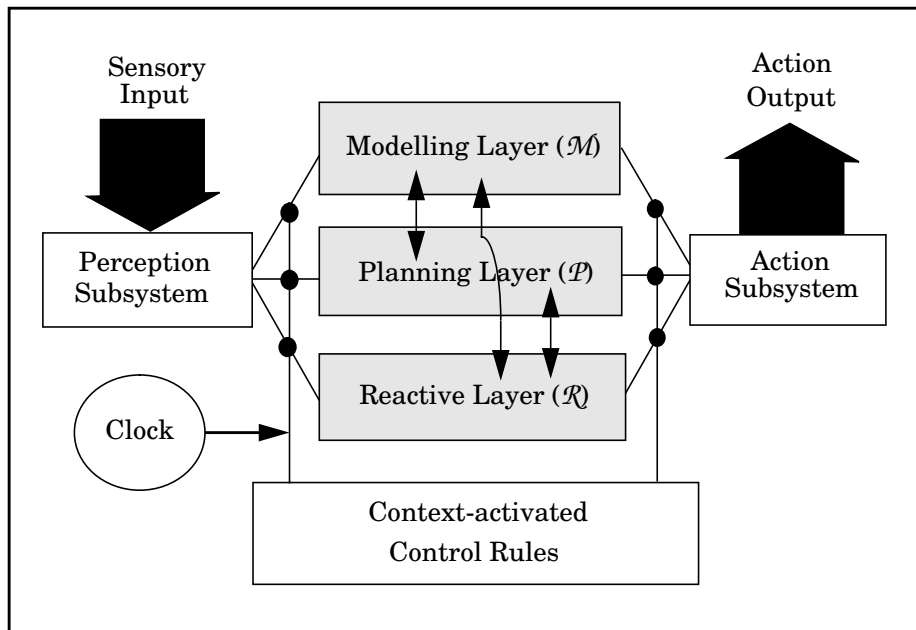 Sensory
Input
Action
Output
Modelling Layer (ℳ)
Perception
Subsystem
Planning Layer (𝒫)
Action
Subsystem
Reactive Layer (ℛ)
Clock
Context-activated
Control Rules